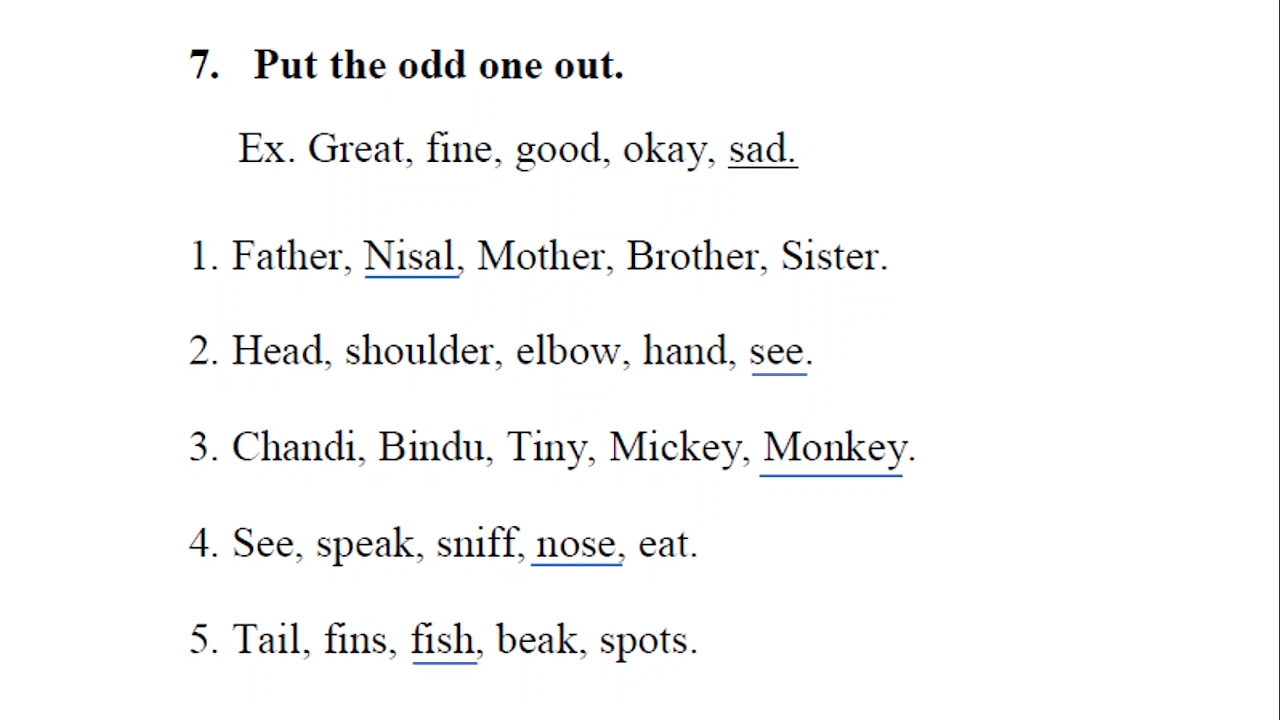 7. Put the odd one out.
Ex. Great, fine, good, okay, sad.
1. Father, Nisal, Mother, Brother, Sister.
2. Head, shoulder, elbow, hand, see.
3. Chandi, Bindu, Tiny, Mickey, Monkey.
4. See, speak, sniff, nose, eat.
5. Tail, fins, fish, beak, spots.